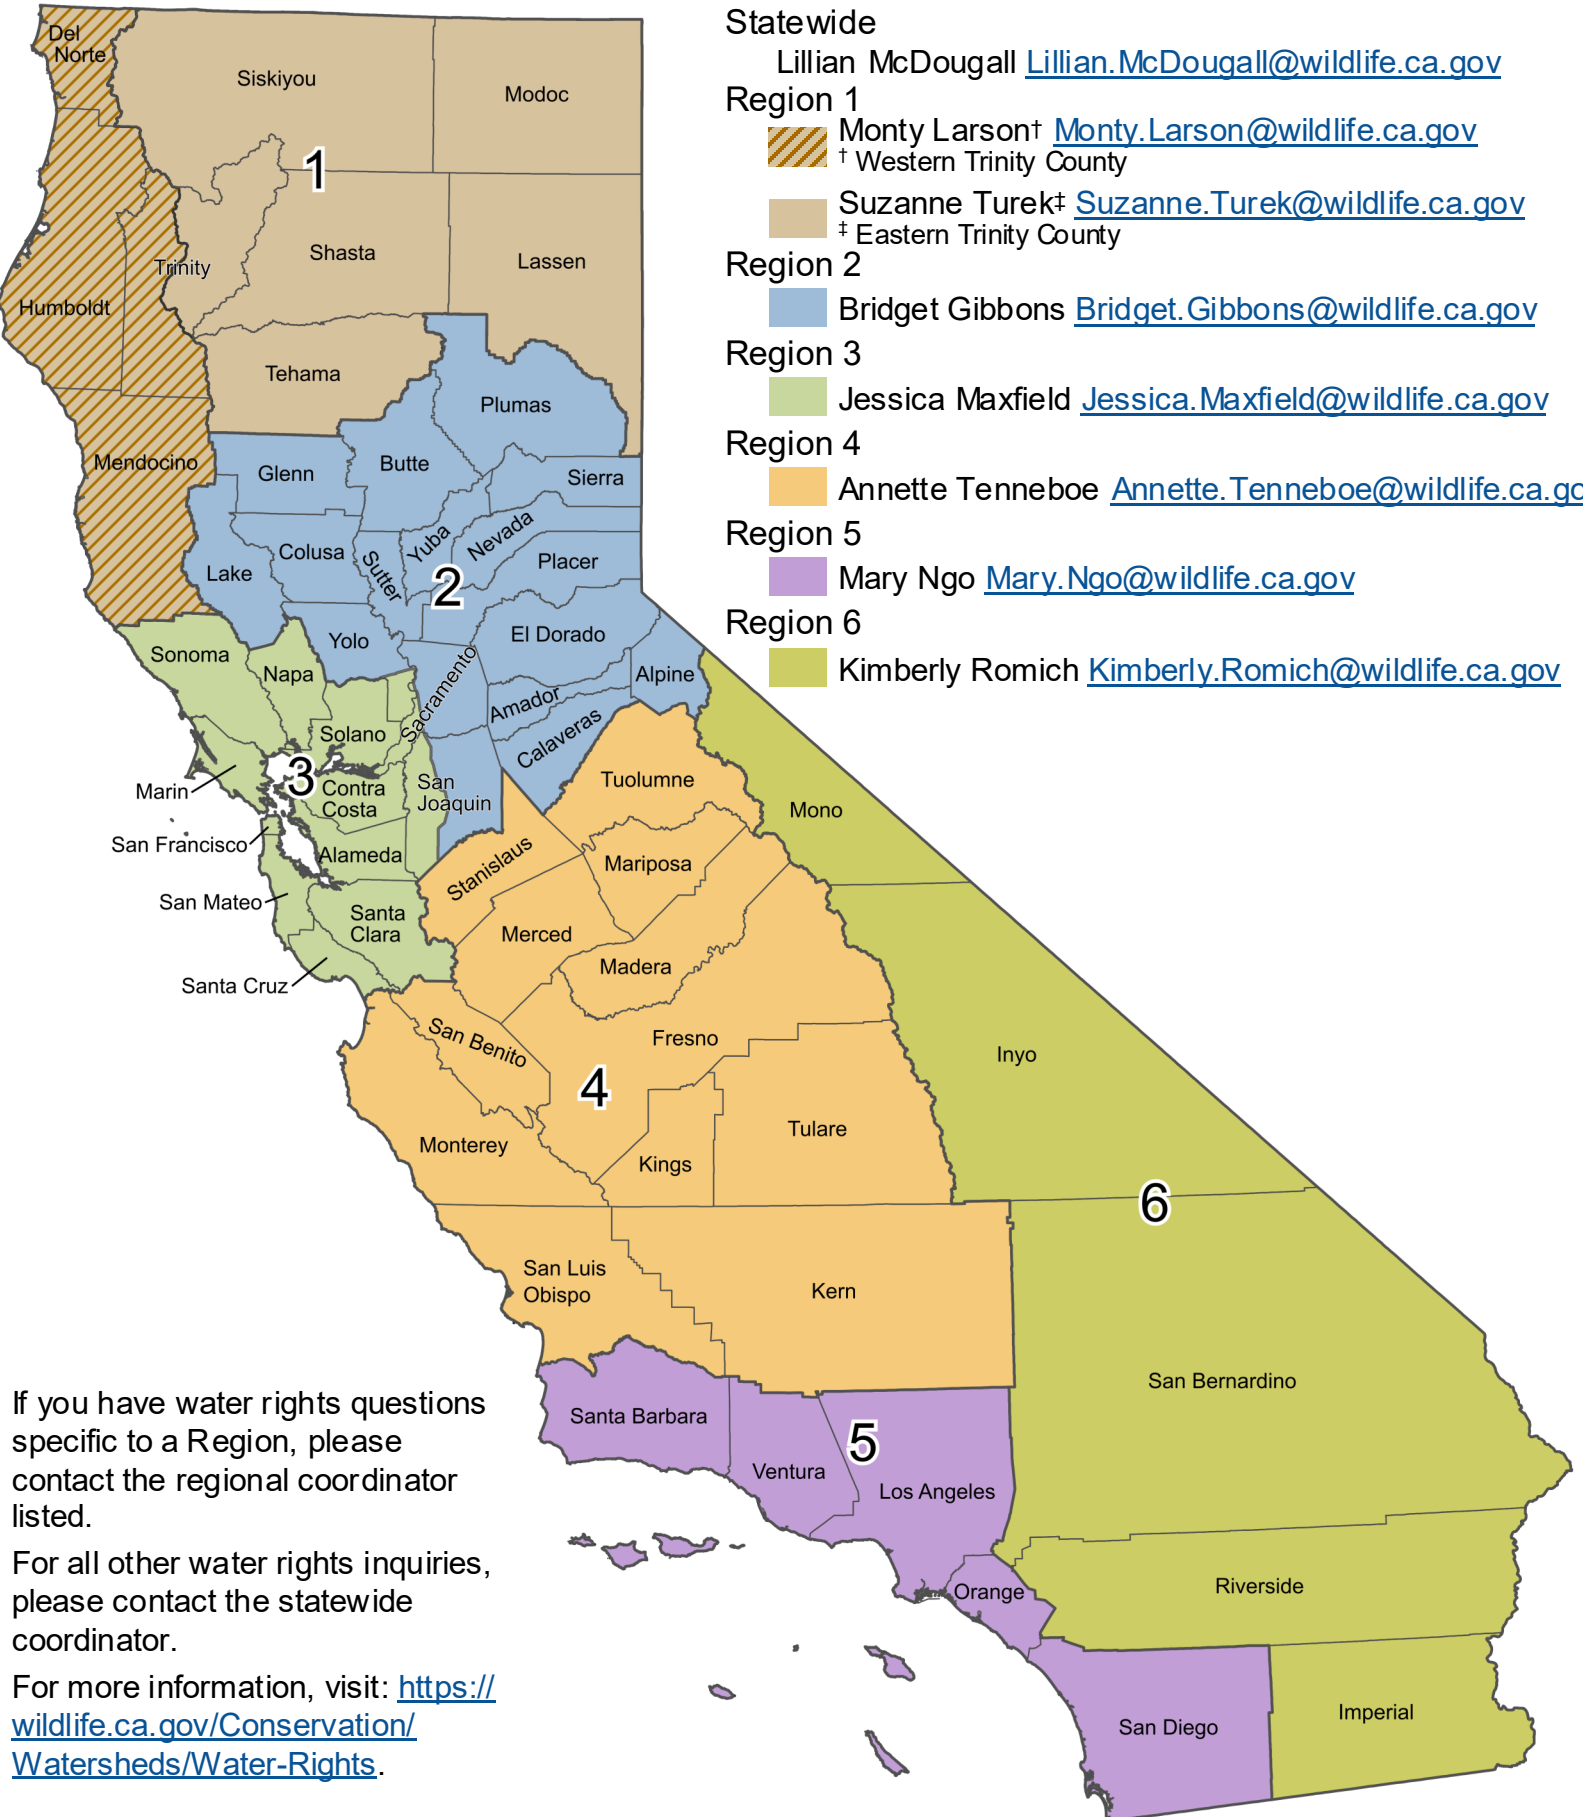 Statewide
Lillian McDougall Lillian.McDougall@wildlife.ca.gov
Region 1
Monty Larson† Monty.Larson@wildlife.ca.gov
† Western Trinity County
Suzanne Turek‡ Suzanne.Turek@wildlife.ca.gov
‡ Eastern Trinity County
Region 2
Bridget Gibbons Bridget.Gibbons@wildlife.ca.gov
Region 3
Jessica Maxfield Jessica.Maxfield@wildlife.ca.gov
Region 4
Annette Tenneboe Annette.Tenneboe@wildlife.ca.go
Region 5
Mary Ngo Mary.Ngo@wildlife.ca.gov
Region 6
Kimberly Romich Kimberly.Romich@wildlife.ca.gov
Del
Norte
Siskiyou
Modoc
1
Shasta
Lassen
Trinity
Humboldt
Tehama
Plumas
Mendocino
Glenn
Butte
Sierra
Colusa
Sutter
Yuba
Nevada
Placer
Lake
2
Yolo
El Dorado
Sonoma
Napa
Sacramento
Alpine
Amador
Solano
Calaveras
3
Marin
Contra
Costa
San
Joaquin
Tuolumne
Mono
San Francisco
Alameda
Stanislaus
Mariposa
San Mateo
Santa
Clara
Merced
Madera
Santa Cruz
San Benito
Fresno
Inyo
4
Monterey
Kings
Tulare
6
San Luis
Obispo
Kern
San Bernardino
Santa Barbara
5
Ventura
Los Angeles
Orange
Riverside
San Diego
Imperial
If you have water rights questions
specific to a Region, please
contact the regional coordinator
listed.
For all other water rights inquiries,
please contact the statewide
coordinator.
For more information, visit: https://
wildlife.ca.gov/Conservation/
Watersheds/Water-Rights.